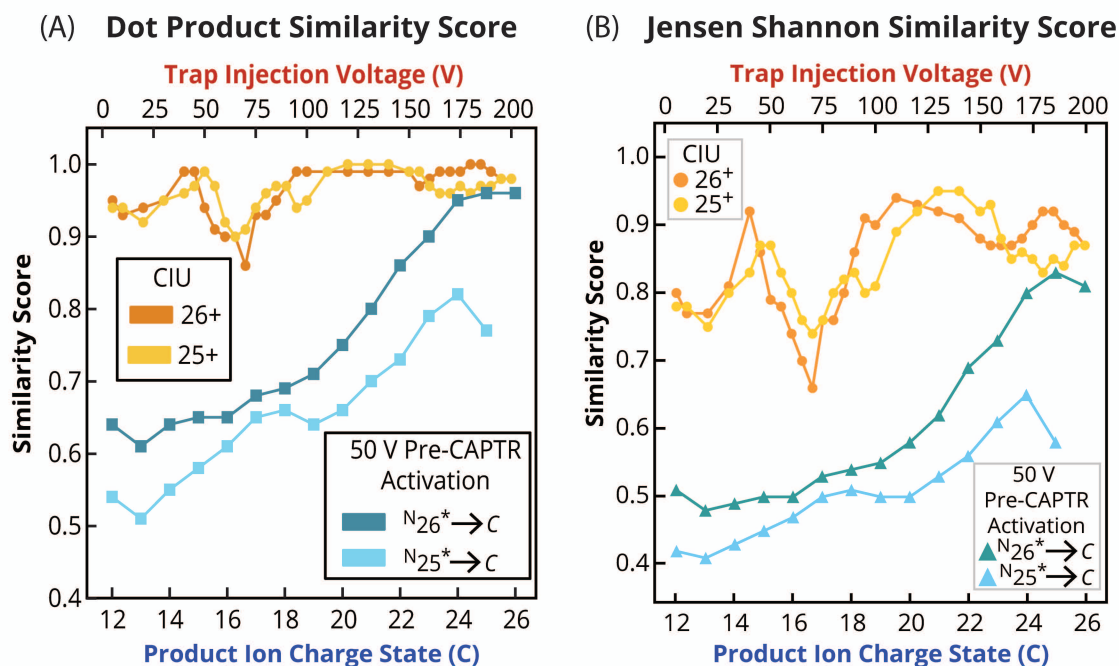 (A) Dot Product Similarity Score
Trap Injection Voltage (V)
0 25 50 75 100 125 150 175 200
1.0
0.9
0.8
0.7
0.6
0.5
0.4
Similarity Score
CIU
26+
25+
50 V Pre-CAPTR
Activation
N26*→C
N25*→C
12 14 16 18 20 22 24 26
Product Ion Charge State (C)
(B) Jensen Shannon Similarity Score
Trap Injection Voltage (V)
0 25 50 75 100 125 150 175 200
1.0
0.9
0.8
0.7
0.6
0.5
0.4
Similarity Score
CIU
26+
25+
50 V
Pre-CAPTR
Activation
N26*→C
N25*→C
12 14 16 18 20 22 24 26
Product Ion Charge State (C)